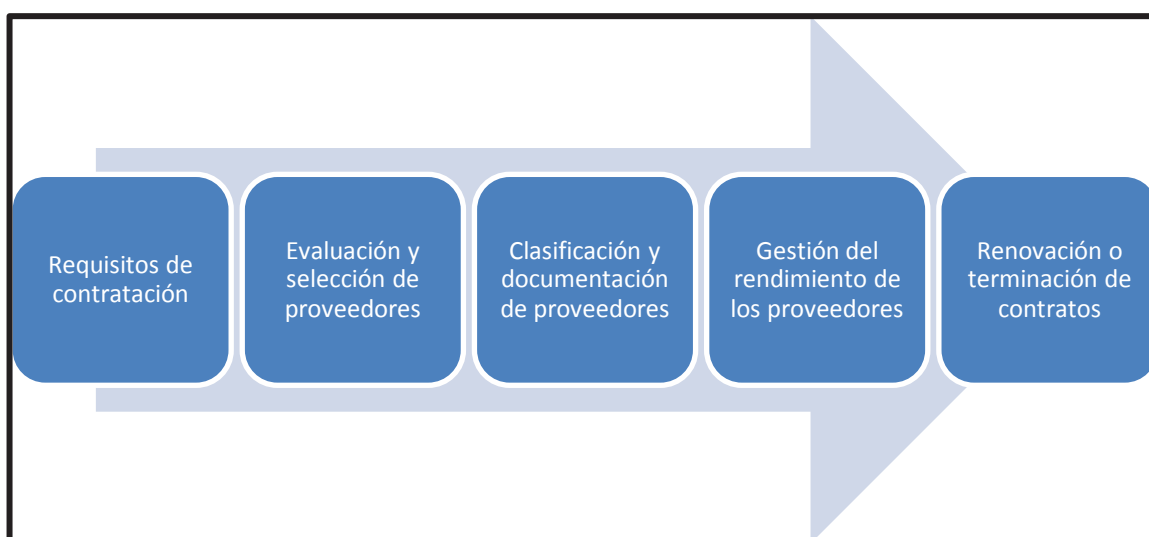 Requisitos de
contratación
Evaluación y
selección de
proveedores
Clasificación y
documentación
de proveedores
Gestión del
rendimiento de
los proveedores
Renovación o
terminación de
contratos